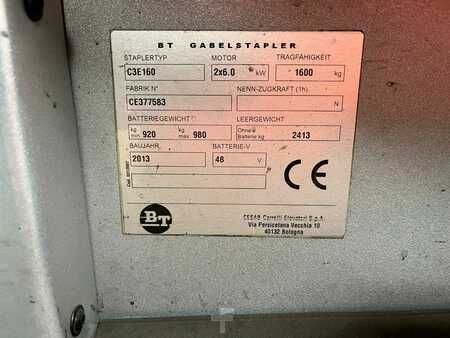 BT GABELSTAPLER
STAPLERTYP MOTOR TRAGFÄHIGKEIT
C3E160 2x6.0 kW 1600 kg
FABRIK N° NENN-ZUGKRAFT (1h)
CE377583 N
BATTERIEGEWICHT LEERGEWICHT
kg min. 920 kg max. 980 Ohne Batterie kg 2413
BAUJAHR BATTERIE-V
2013 48 V
CE
BT
CESAB Carrelli Elevatori S.p.A.
Via Persicetana Vecchia 10
40132 Bologna